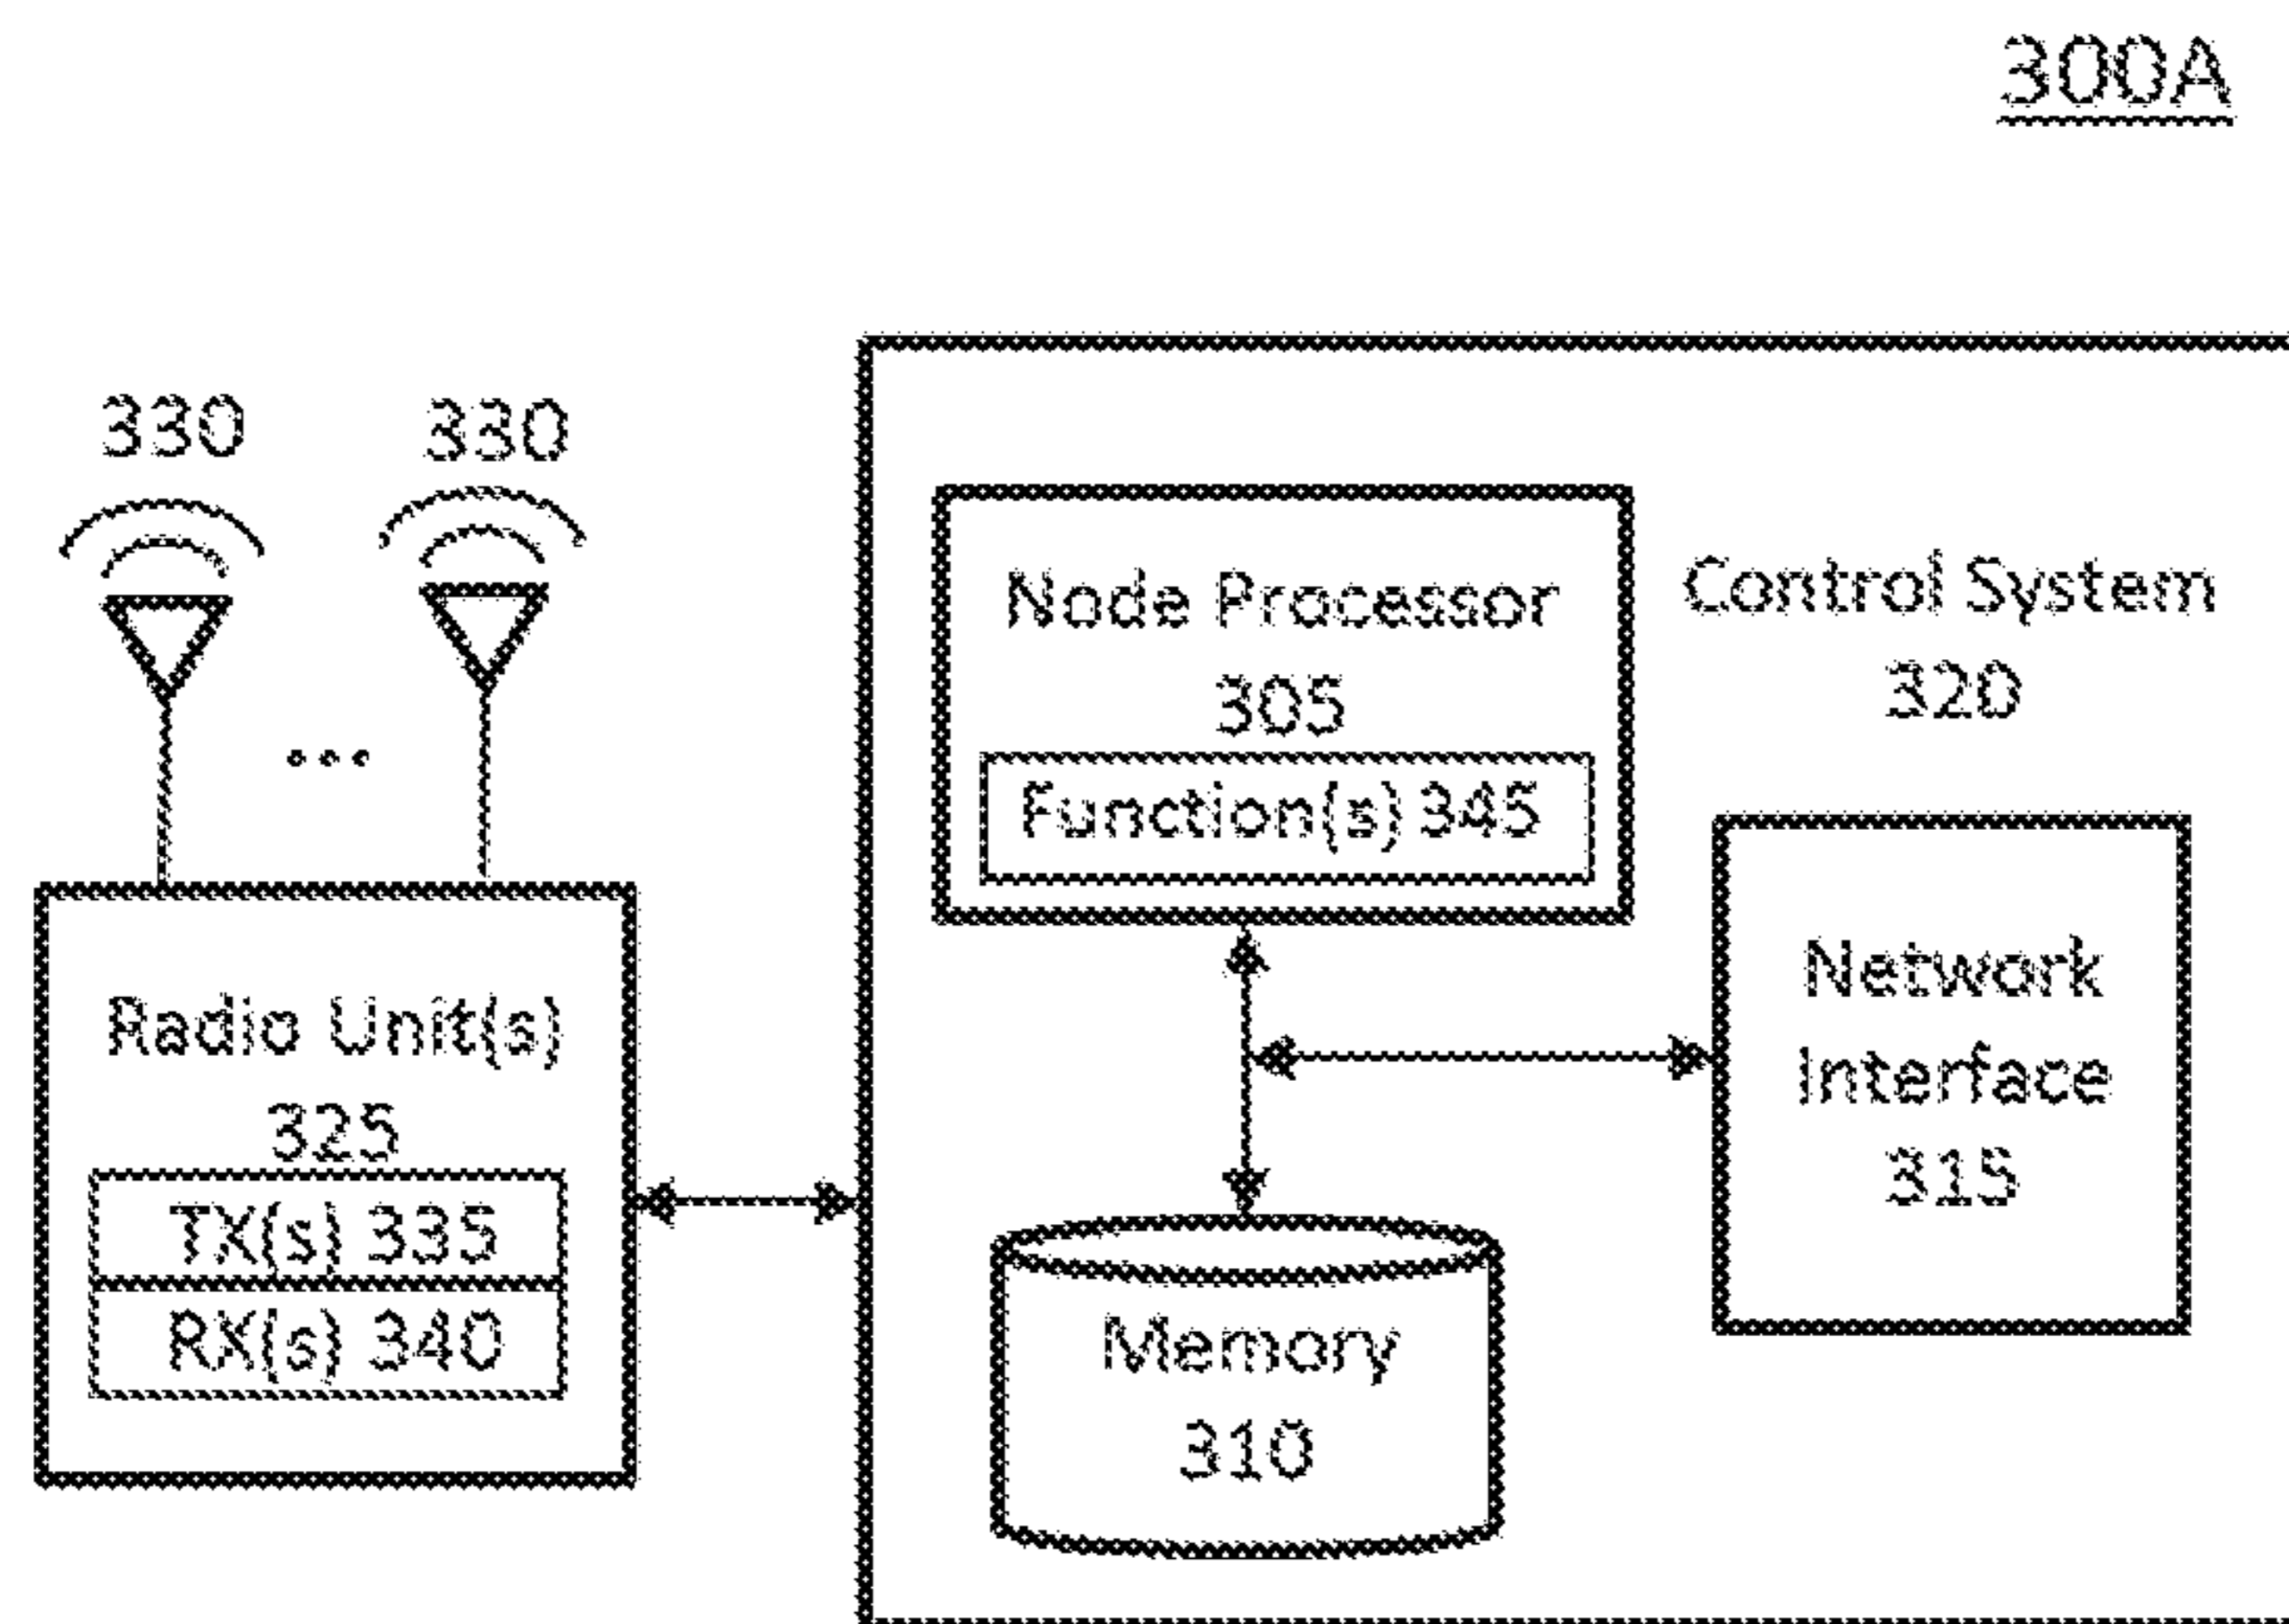 300A
330
330
Node Processor
305
Function(s) 345
Control System
320
Radio Unit(s)
325
TX(s) 335
RX(s) 340
Network
Interface
315
Memory
310